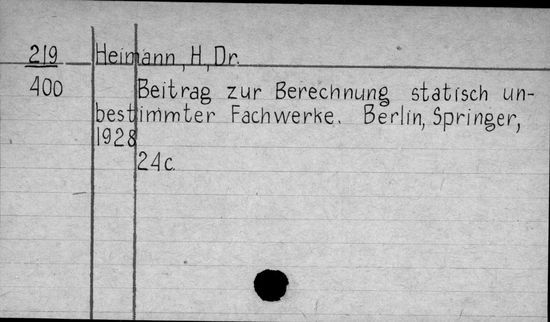 219 Heimann, H, Dr.
400 Beitrag zur Berechnung statisch un-
bestimmter Fachwerke. Berlin, Springer,
1928
24c.